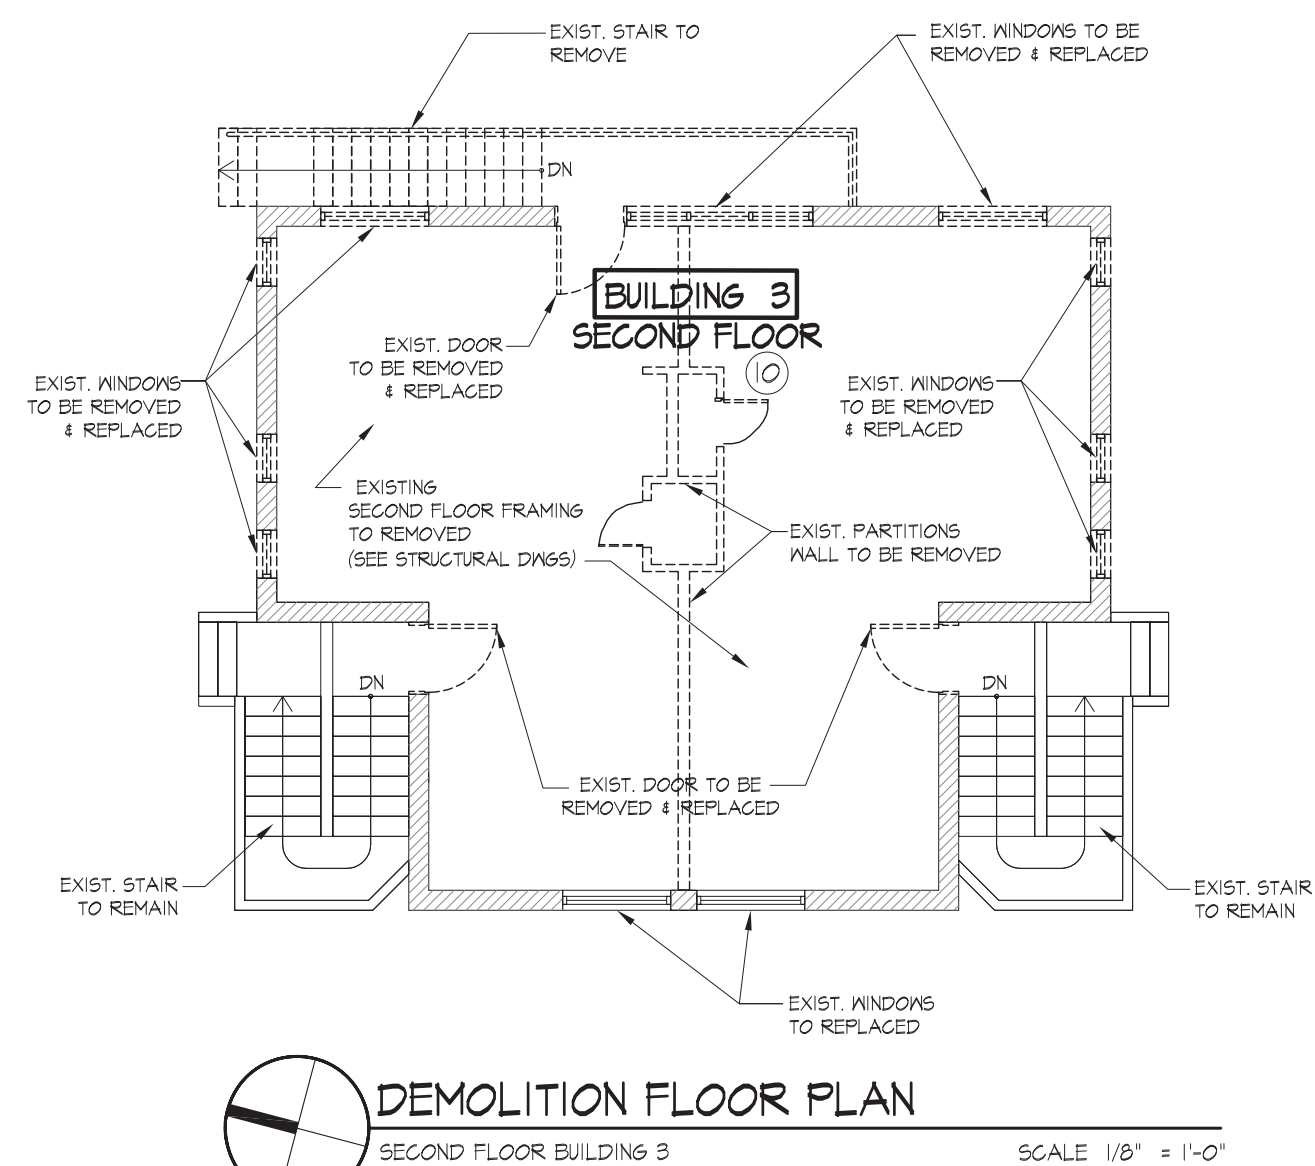 EXIST. STAIR TO
REMOVE
EXIST. WINDOWS TO BE
REMOVED & REPLACED
DN
BUILDING 3
SECOND FLOOR
10
EXIST. DOOR
TO BE REMOVED
& REPLACED
EXIST. WINDOWS
TO BE REMOVED
& REPLACED
EXIST. WINDOWS
TO BE REMOVED
& REPLACED
EXISTING
SECOND FLOOR FRAMING
TO REMOVED
(SEE STRUCTURAL DWGS)
EXIST. PARTITIONS
WALL TO BE REMOVED
DN
DN
EXIST. DOOR TO BE
REMOVED & REPLACED
EXIST. STAIR
TO REMAIN
EXIST. STAIR
TO REMAIN
EXIST. WINDOWS
TO REPLACED
DEMOLITION FLOOR PLAN
SECOND FLOOR BUILDING 3
SCALE 1/8" = 1'-0"